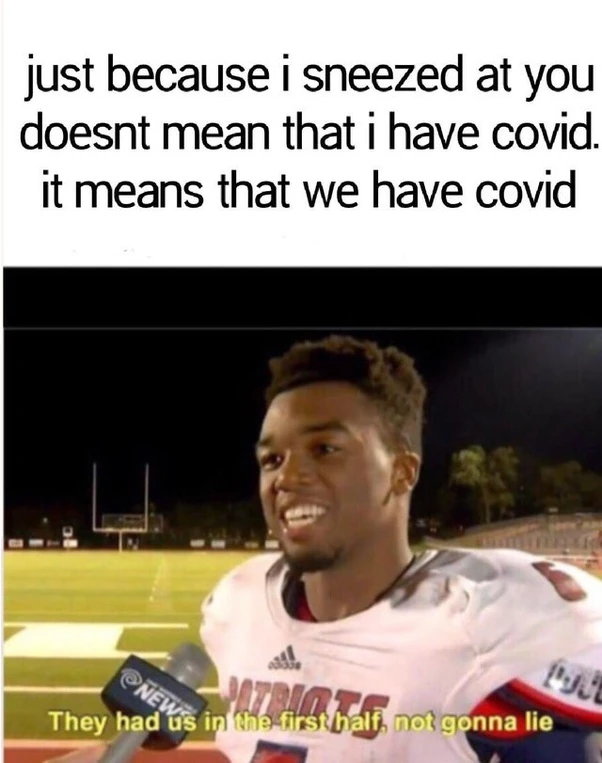 just because i sneezed at you
doesnt mean that i have covid.
it means that we have covid
adidas
NEWS
PATRIOTS
They had us in the first half, not gonna lie